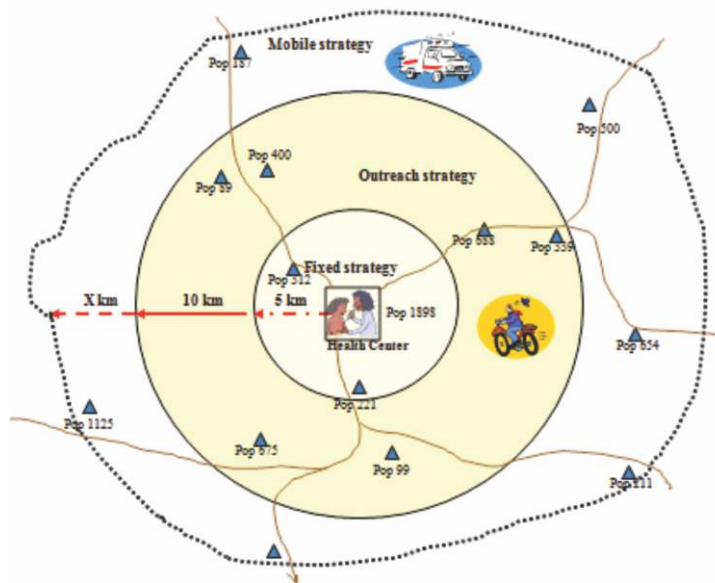 Mobile strategy
Pop 187
Pop 500
Pop 400
Pop 89
Outreach strategy
Pop 688
Pop 339
Fixed strategy
Pop 312
X km
10 km
5 km
Pop 1898
Health Center
Pop 654
Pop 221
Pop 1125
Pop 675
Pop 99
Pop 211